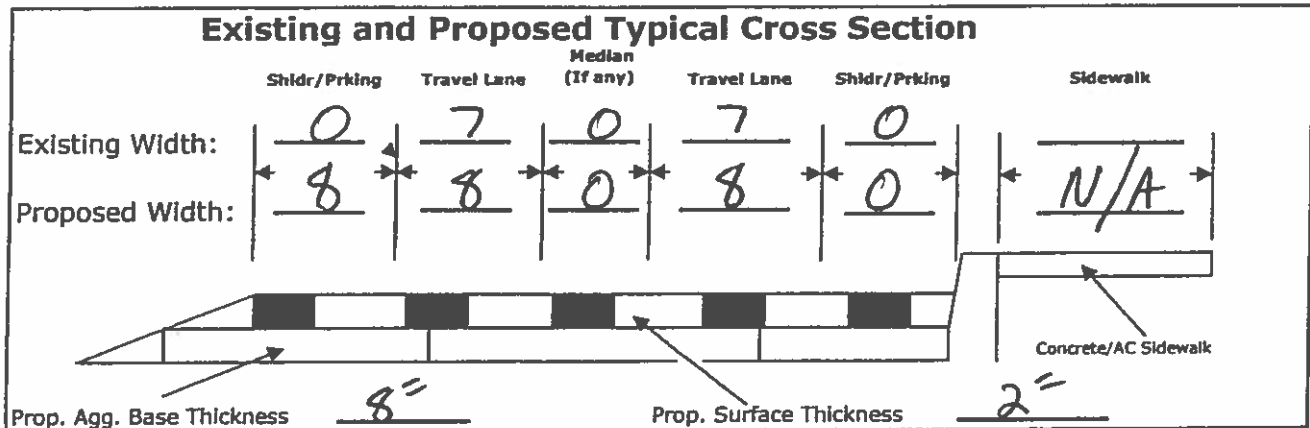 Existing and Proposed Typical Cross Section
Shldr/Prking Travel Lane Median (If any) Travel Lane Shldr/Prking Sidewalk
Existing Width: 0 7 0 7 0
Proposed Width: 8 8 0 8 0 N/A
Concrete/AC Sidewalk
Prop. Agg. Base Thickness 8" Prop. Surface Thickness 2"